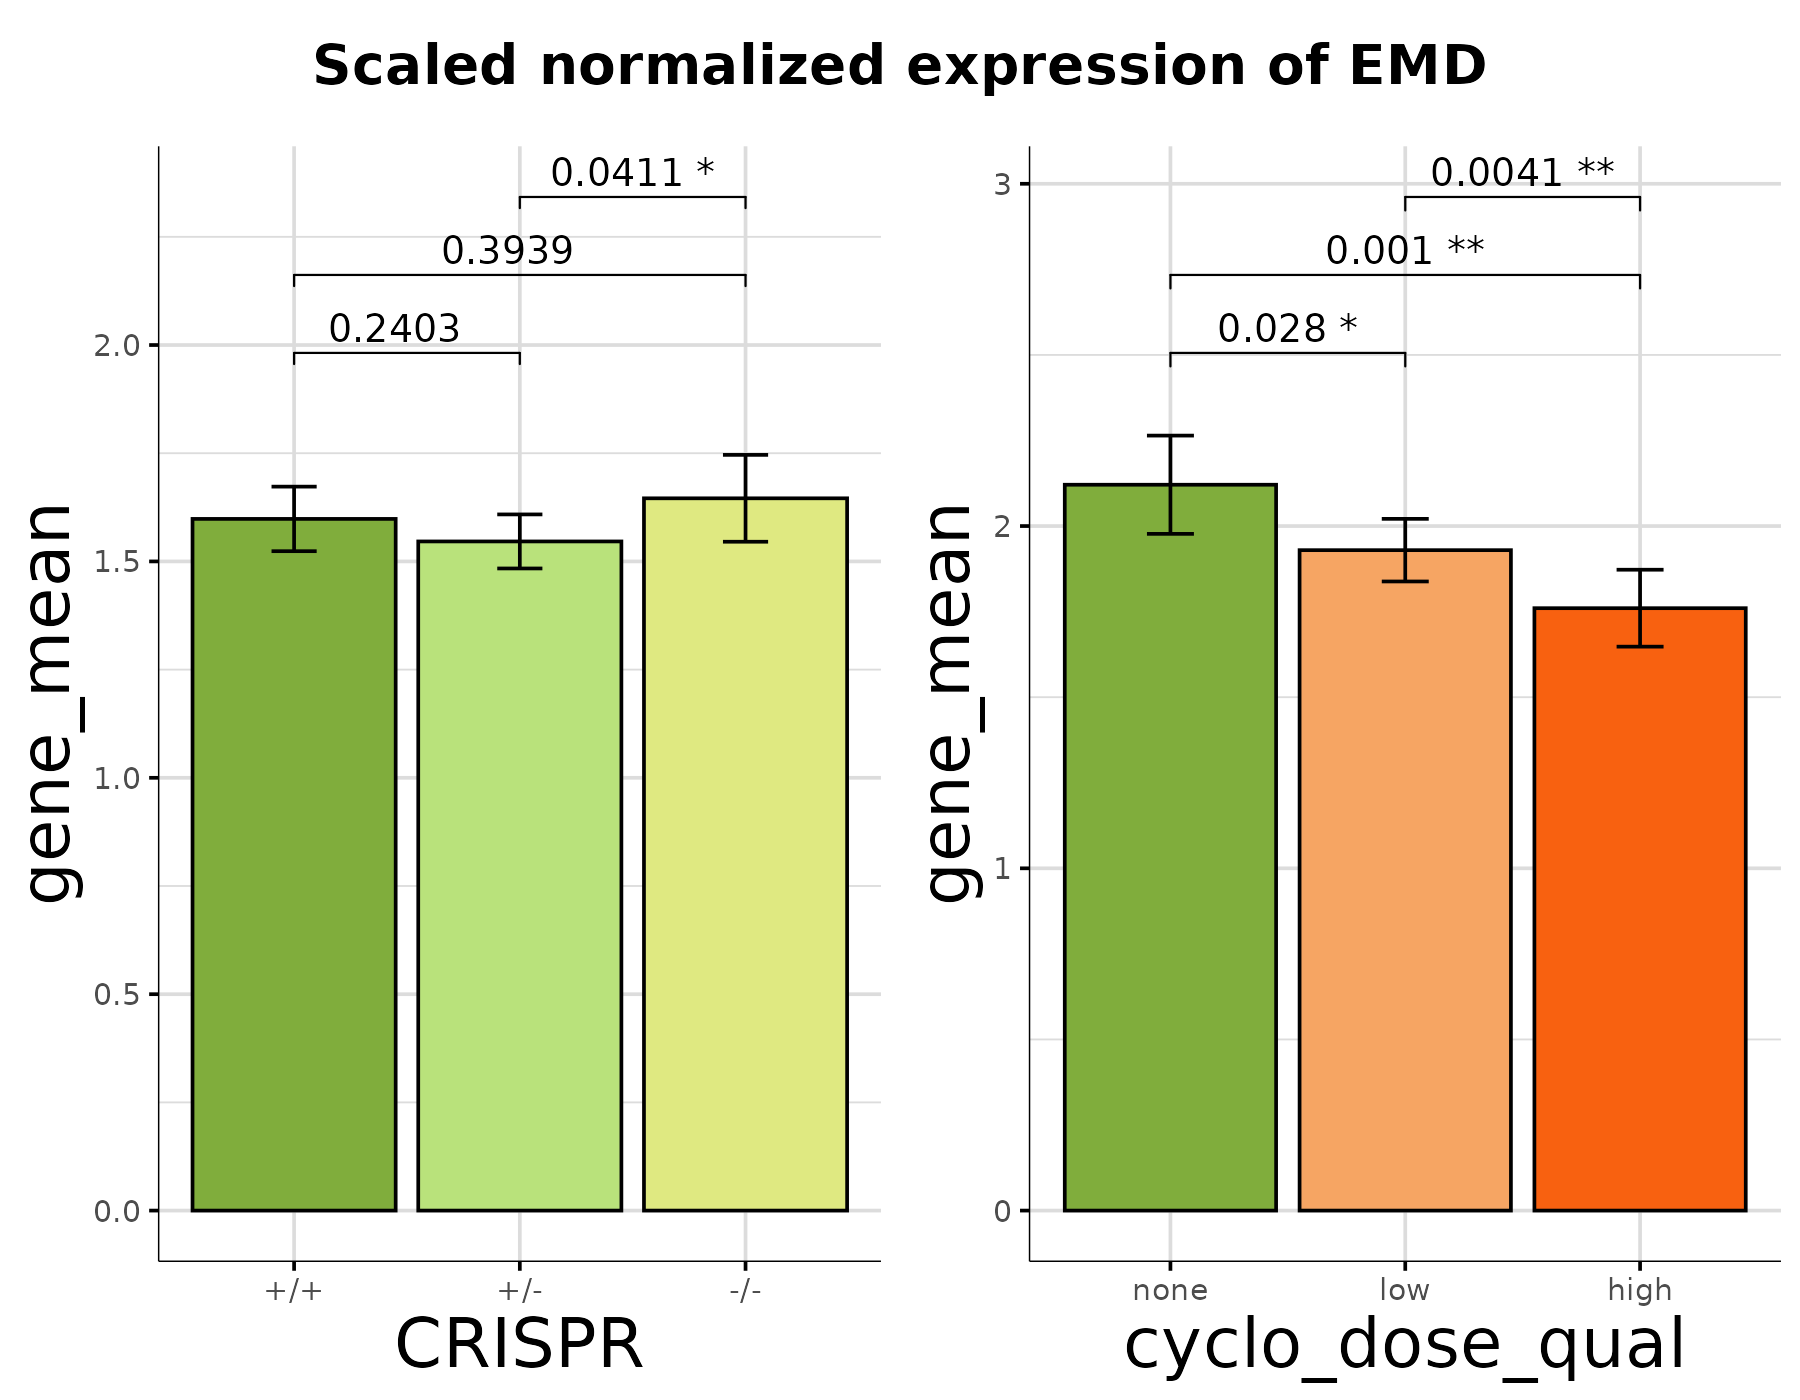 Scaled normalized expression of EMD
gene_mean
2.0
1.5
1.0
0.5
0.0
0.0411 *
0.3939
0.2403
+/+
+/-
-/-
CRISPR
gene_mean
3
2
1
0
0.0041 **
0.001 **
0.028 *
none
low
high
cyclo_dose_qual